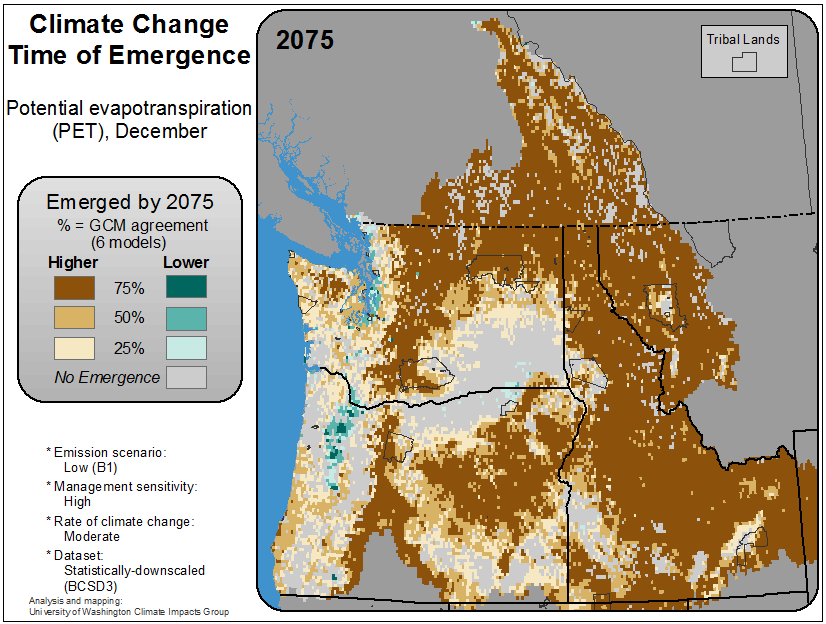 Climate Change
Time of Emergence
Potential evapotranspiration
(PET), December
Emerged by 2075
% = GCM agreement
(6 models)
Higher Lower
75%
50%
25%
No Emergence
* Emission scenario:
Low (B1)
* Management sensitivity:
High
* Rate of climate change:
Moderate
* Dataset:
Statistically-downscaled
(BCSD3)
Analysis and mapping:
University of Washington Climate Impacts Group
2075
Tribal Lands